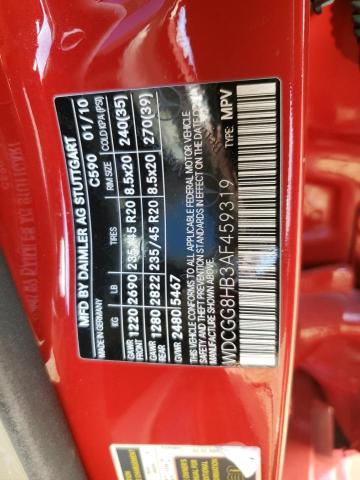 MFD BY DAIMLER AG STUTTGART
MADE IN GERMANY C590 01/10
KG LB TIRES RIM SIZE COLD KPA (PSI)
GAWR FRONT 1220 2690 235/45 R20 8.5x20 240(35)
GAWR REAR 1280 2822 235/45 R20 8.5x20 270(39)
GVWR 2480 5467
THIS VEHICLE CONFORMS TO ALL APPLICABLE FEDERAL MOTOR VEHICLE
SAFETY, BUMPER, THEFT PREVENTION STANDARDS IN EFFECT ON THE DATE OF
MANUFACTURE SHOWN ABOVE. TYPE: MPV
WDCGG8HB3AF459319